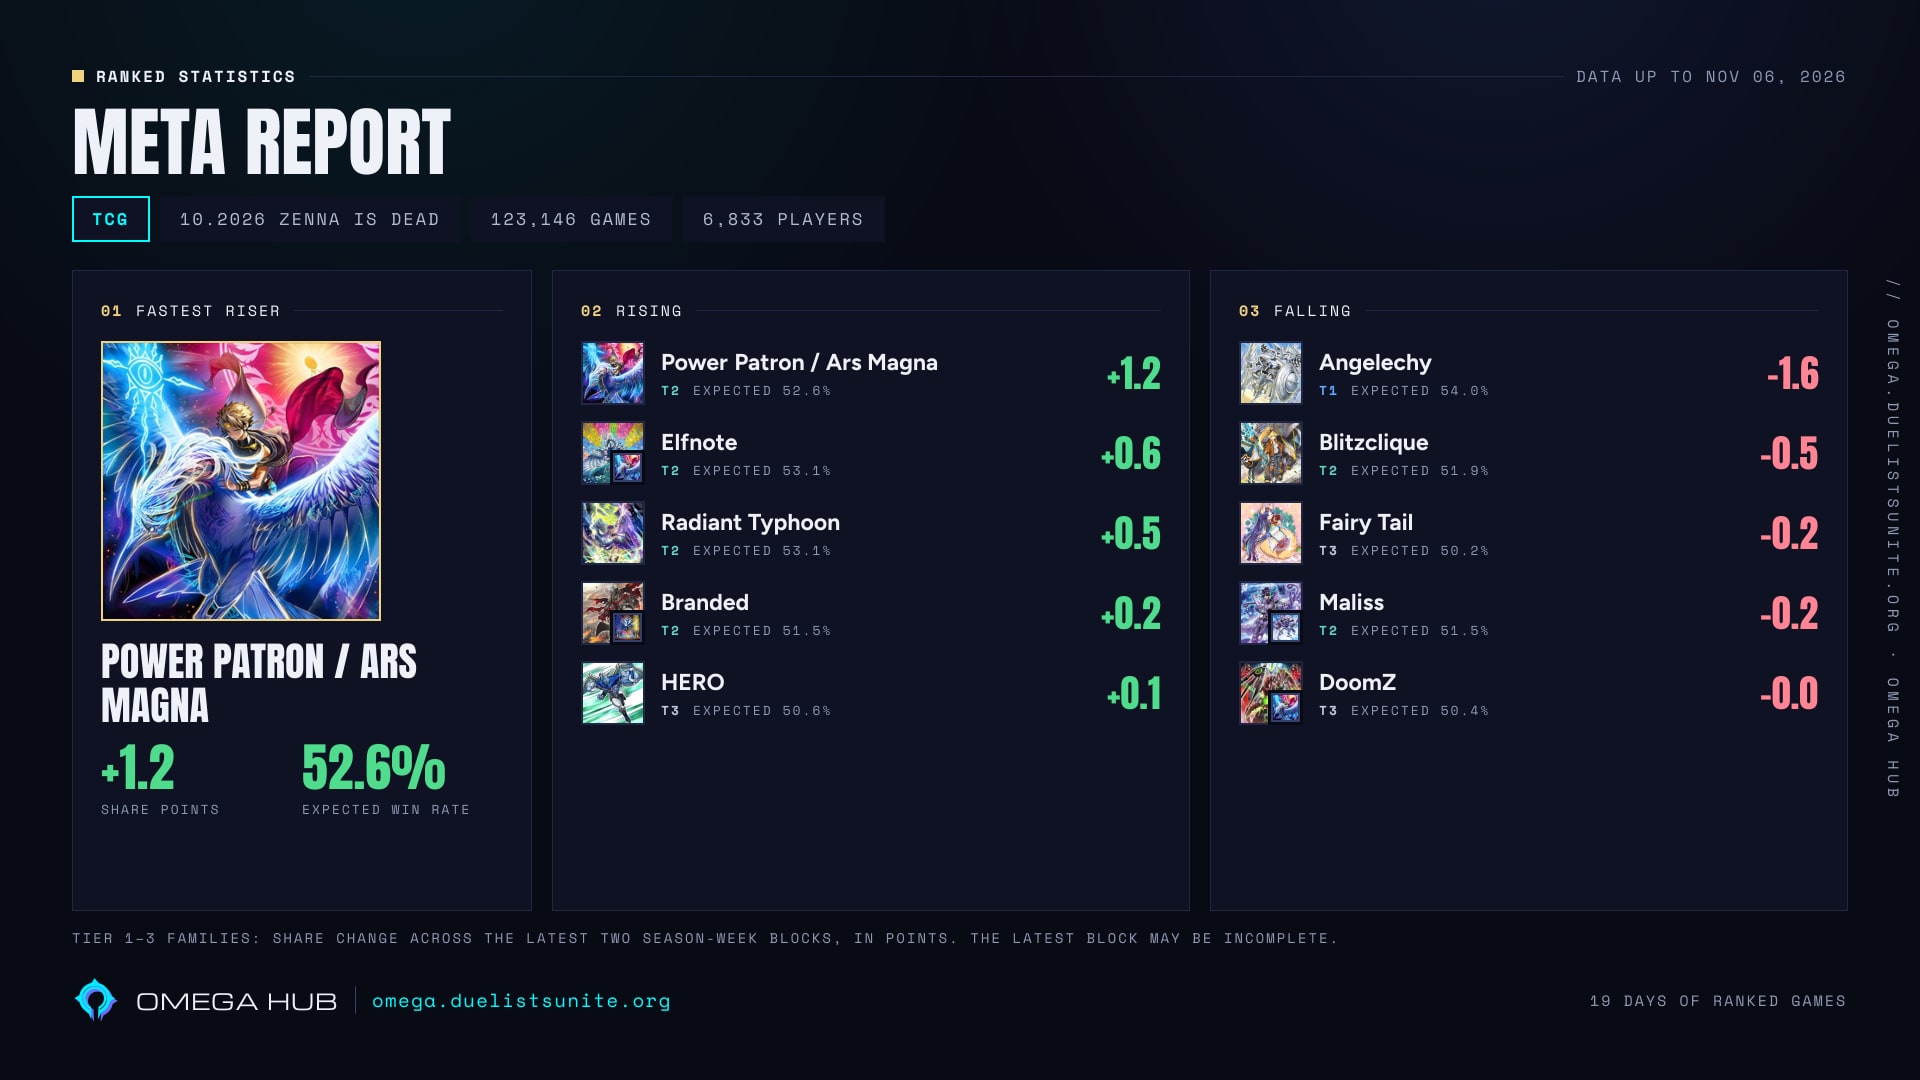 RANKED STATISTICS
DATA UP TO NOV 06, 2026
META REPORT
TCG
10.2026 ZENNA IS DEAD
123,146 GAMES
6,833 PLAYERS
01 FASTEST RISER
POWER PATRON / ARS
MAGNA
+1.2
SHARE POINTS
52.6%
EXPECTED WIN RATE
02 RISING
Power Patron / Ars Magna
T2 EXPECTED 52.6%
+1.2
Elfnote
T2 EXPECTED 53.1%
+0.6
Radiant Typhoon
T2 EXPECTED 53.1%
+0.5
Branded
T2 EXPECTED 51.5%
+0.2
HERO
T3 EXPECTED 50.6%
+0.1
03 FALLING
Angelechy
T1 EXPECTED 54.0%
-1.6
Blitzclique
T2 EXPECTED 51.9%
-0.5
Fairy Tail
T3 EXPECTED 50.2%
-0.2
Maliss
T2 EXPECTED 51.5%
-0.2
DoomZ
T3 EXPECTED 50.4%
-0.0
// OMEGA.DUELISTSUNITE.ORG · OMEGA HUB
TIER 1–3 FAMILIES: SHARE CHANGE ACROSS THE LATEST TWO SEASON-WEEK BLOCKS, IN POINTS. THE LATEST BLOCK MAY BE INCOMPLETE.
OMEGA HUB
omega.duelistsunite.org
19 DAYS OF RANKED GAMES